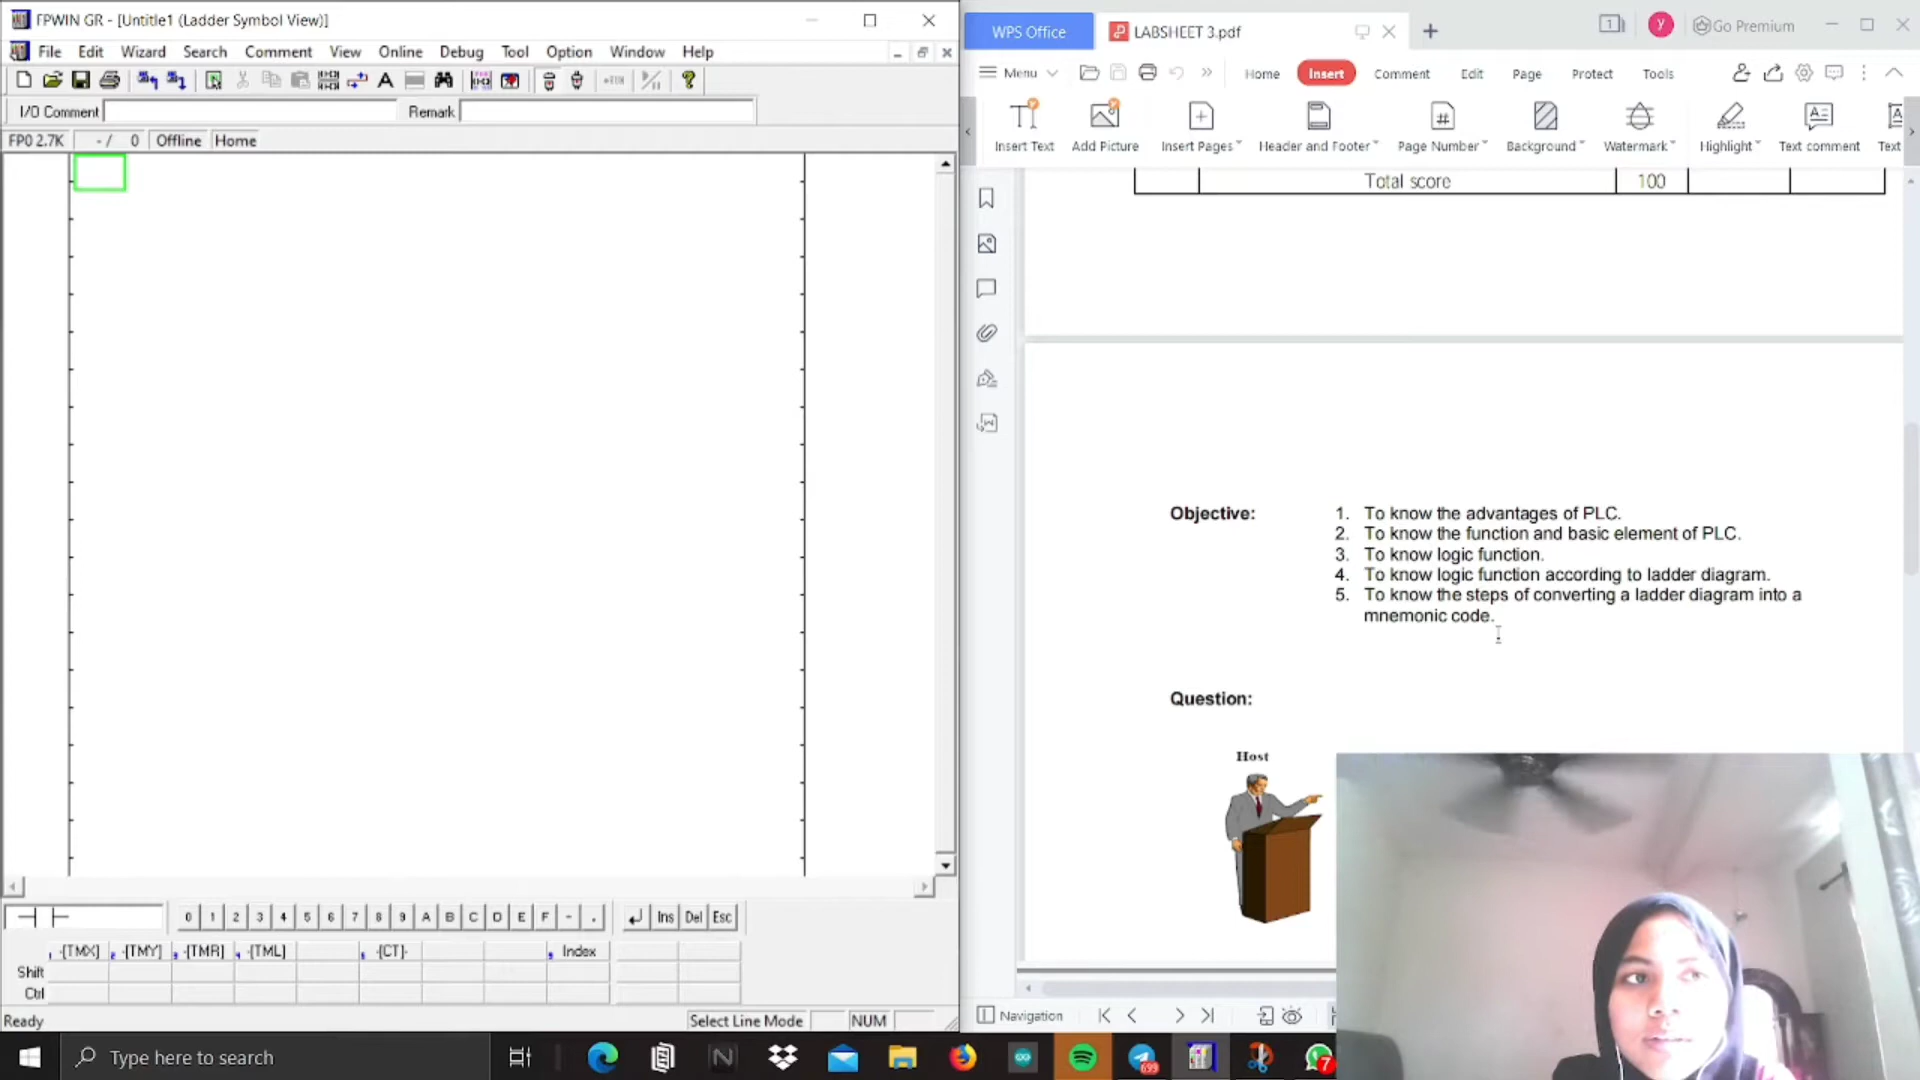 FPWIN GR - [Untitle1 (Ladder Symbol View)]
File Edit Wizard Search Comment View Online Debug Tool Option Window Help
I/O Comment Remark
FP0 2.7K - / 0 Offline Home
0 1 2 3 4 5 6 7 8 9 A B C D E F - . Ins Del Esc
1 -[TMX] 2 -[TMY] 3 -[TMR] 4 -[TML] -[CT]- Index
Shift
Ctrl
Ready Select Line Mode NUM
WPS Office LABSHEET 3.pdf + 1 y Go Premium
Menu Home Insert Comment Edit Page Protect Tools
Insert Text Add Picture Insert Pages Header and Footer Page Number Background Watermark Highlight Text comment Text
Total score 100
Objective: 1. To know the advantages of PLC.
2. To know the function and basic element of PLC.
3. To know logic function.
4. To know logic function according to ladder diagram.
5. To know the steps of converting a ladder diagram into a
mnemonic code.
Question:
Host
Navigation
Type here to search
699
7